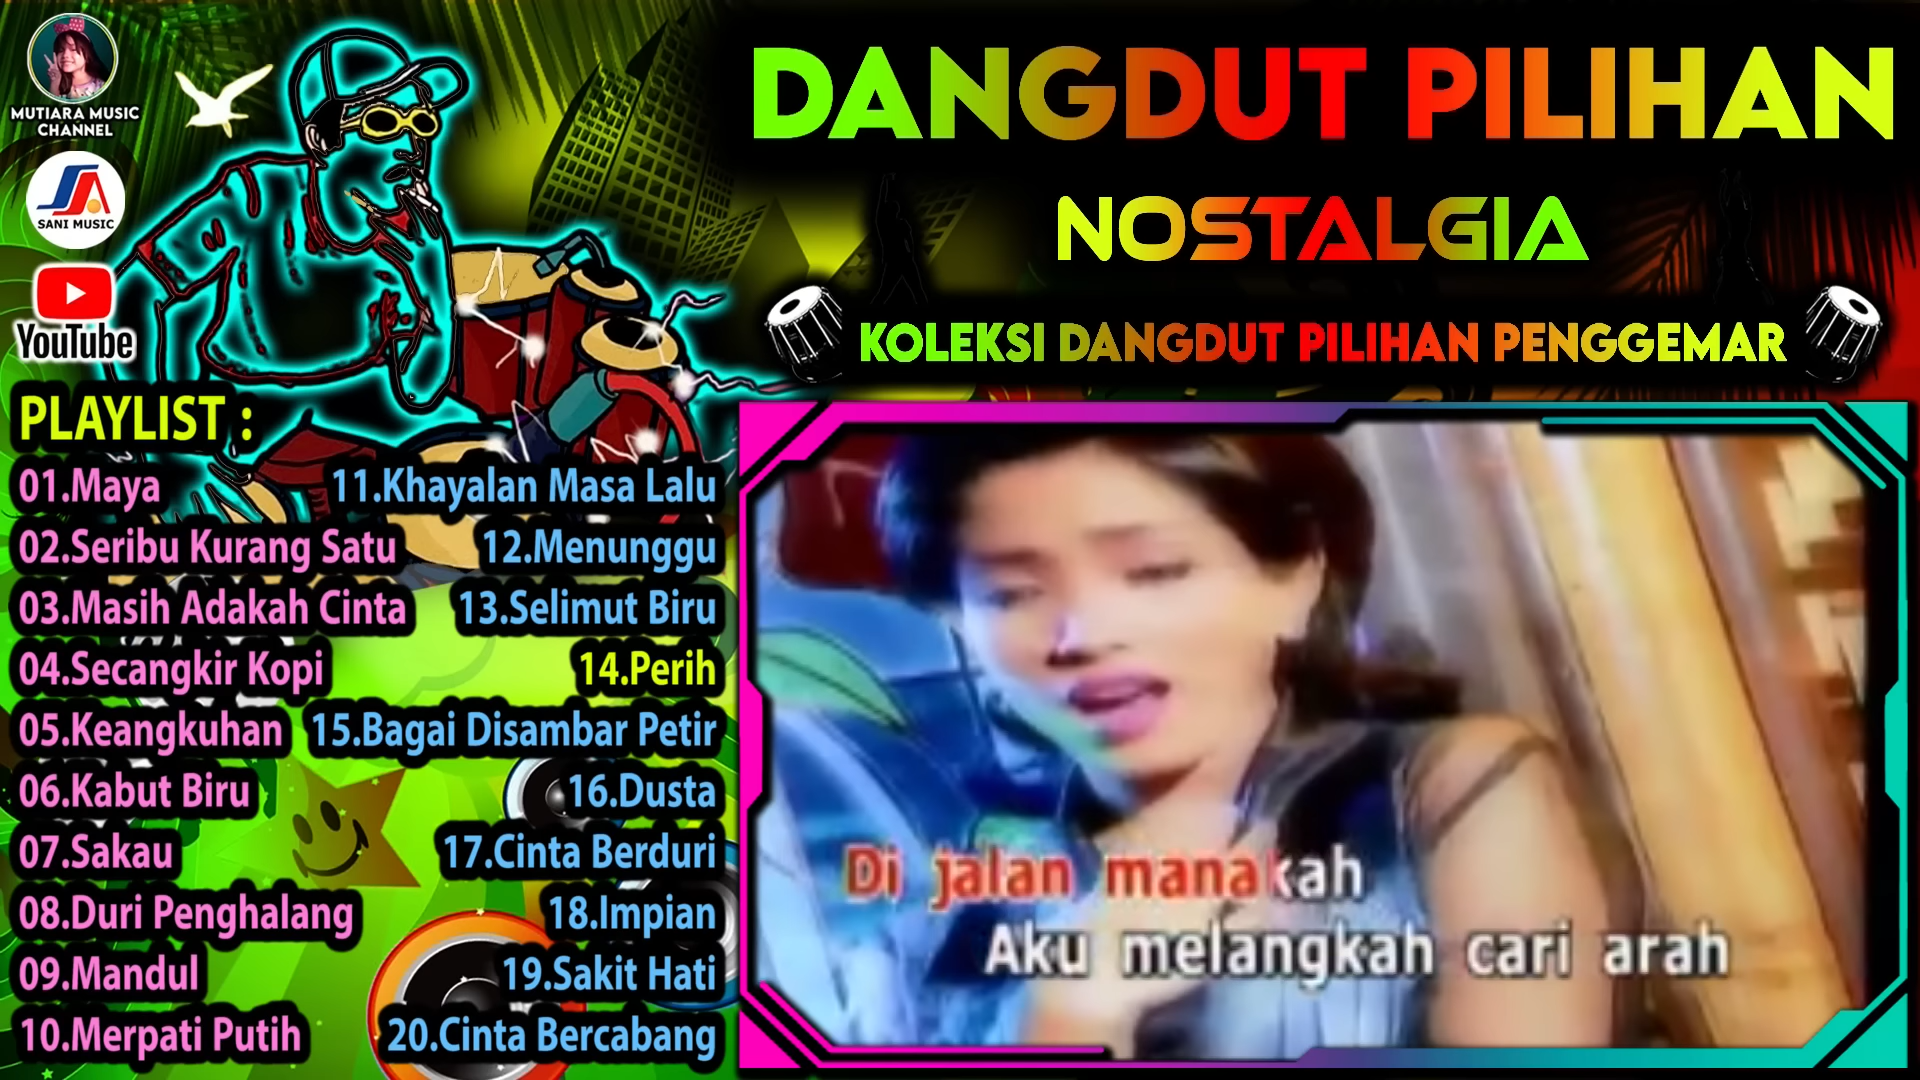 MUTIARA MUSIC
CHANNEL
SANI MUSIC
YouTube
DANGDUT PILIHAN
NOSTALGIA
KOLEKSI DANGDUT PILIHAN PENGGEMAR
PLAYLIST :
01.Maya
02.Seribu Kurang Satu
03.Masih Adakah Cinta
04.Secangkir Kopi
05.Keangkuhan
06.Kabut Biru
07.Sakau
08.Duri Penghalang
09.Mandul
10.Merpati Putih
11.Khayalan Masa Lalu
12.Menunggu
13.Selimut Biru
14.Perih
15.Bagai Disambar Petir
16.Dusta
17.Cinta Berduri
18.Impian
19.Sakit Hati
20.Cinta Bercabang
Di jalan manakah
Aku melangkah cari arah